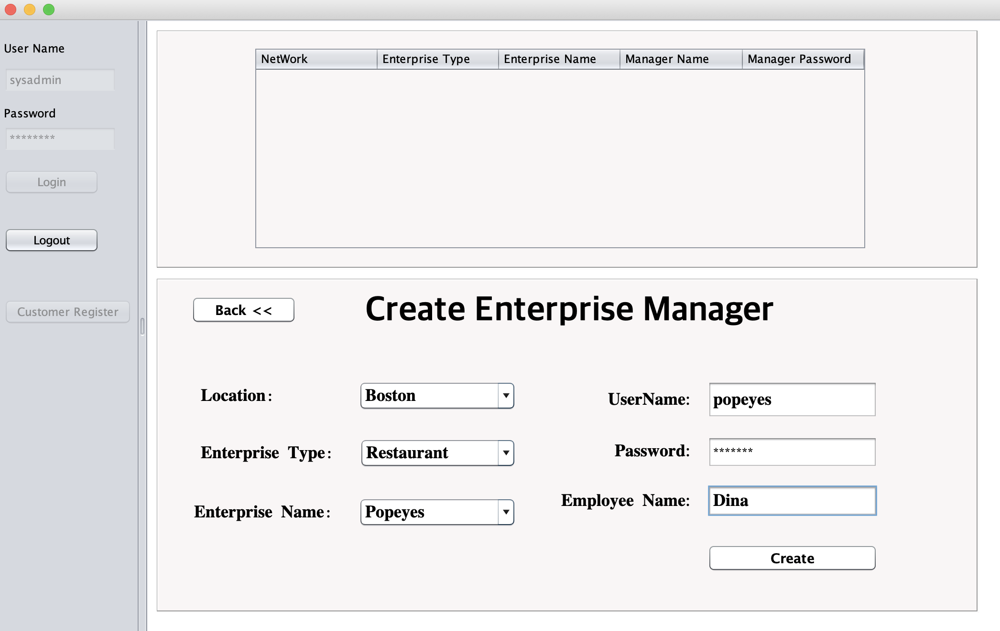 User Name
sysadmin
Password
********
Login
Logout
Customer Register
NetWork Enterprise Type Enterprise Name Manager Name Manager Password
Back <<
Create Enterprise Manager
Location:
Boston
UserName:
popeyes
Enterprise Type:
Restaurant
Password:
*******
Enterprise Name:
Popeyes
Employee Name:
Dina
Create